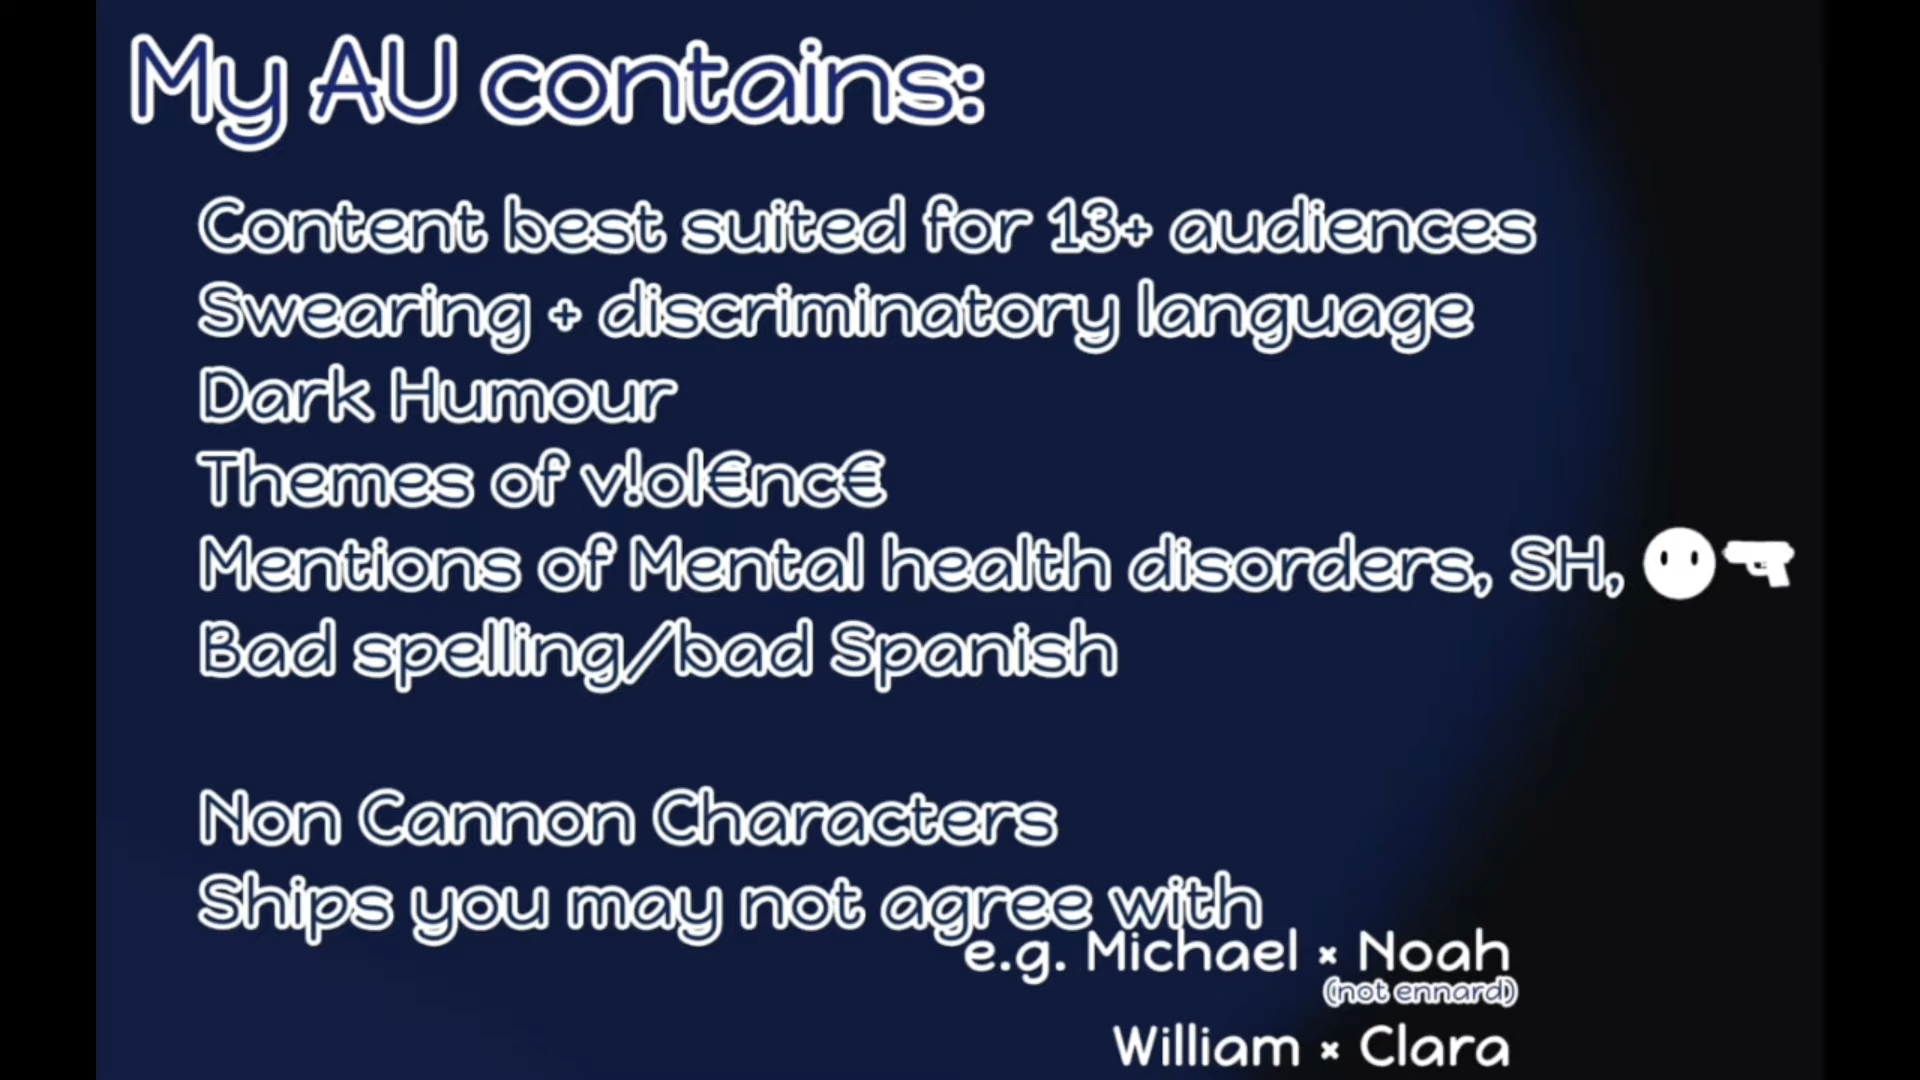 My AU contains:
Content best suited for 13+ audiences
Swearing + discriminatory language
Dark Humour
Themes of v!ol€nc€
Mentions of Mental health disorders, SH, 😶🔫
Bad spelling/bad Spanish
Non Cannon Characters
Ships you may not agree with
e.g. Michael × Noah
(not ennard)
William × Clara